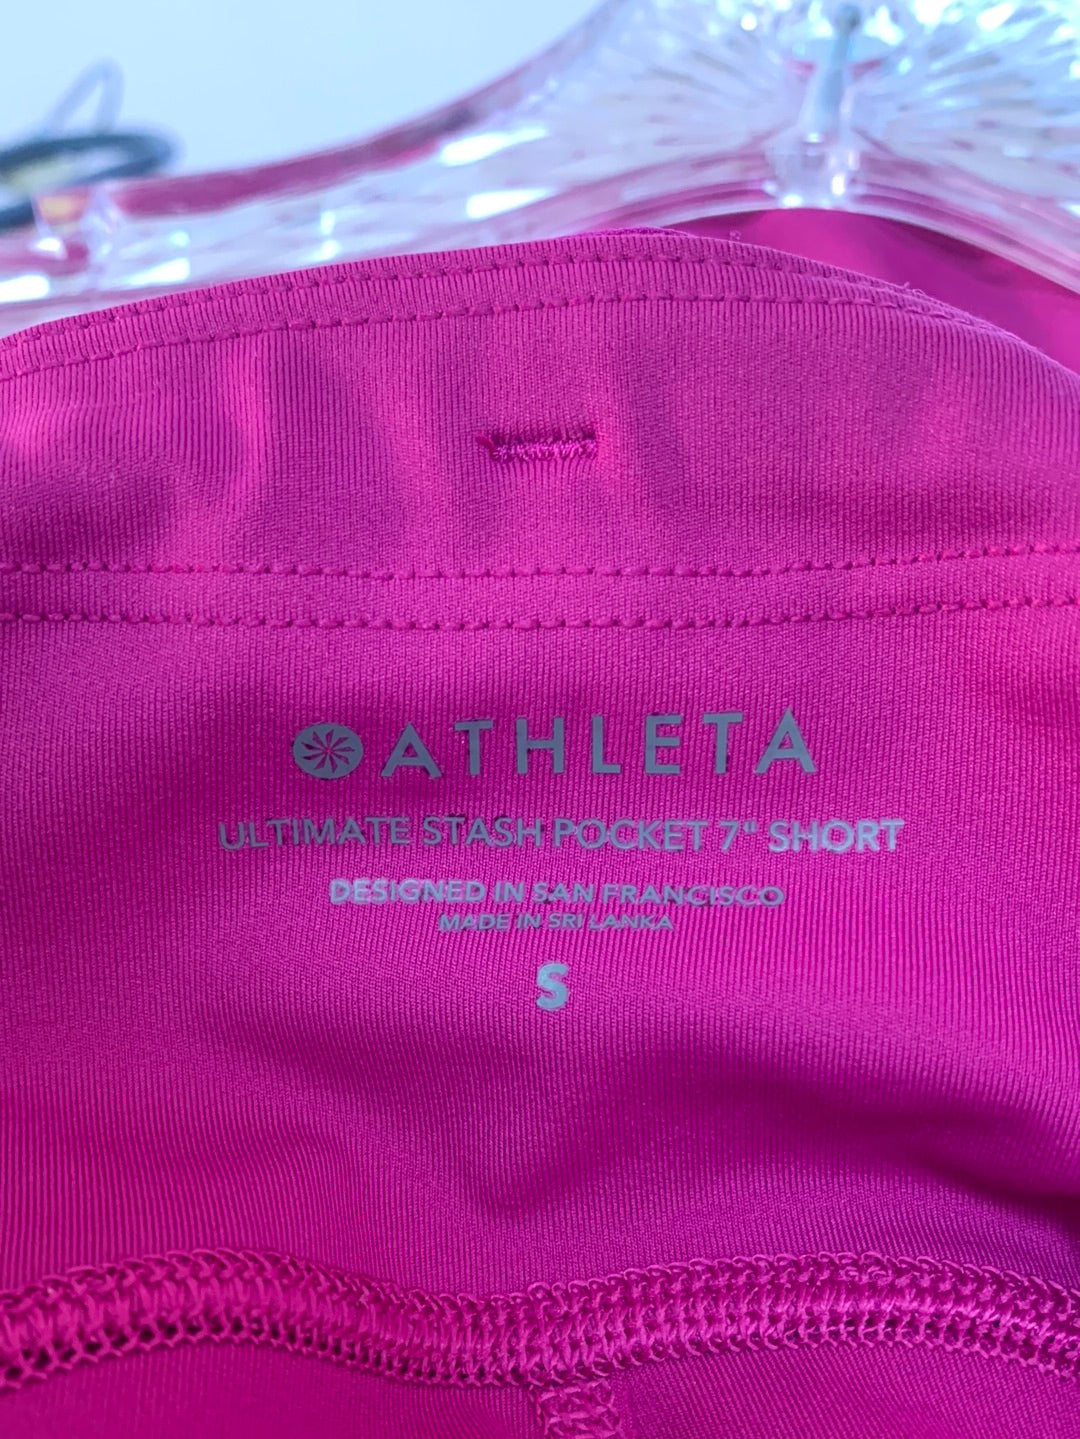 ATHLETA
ULTIMATE STASH POCKET 7" SHORT
DESIGNED IN SAN FRANCISCO
MADE IN SRI LANKA
S